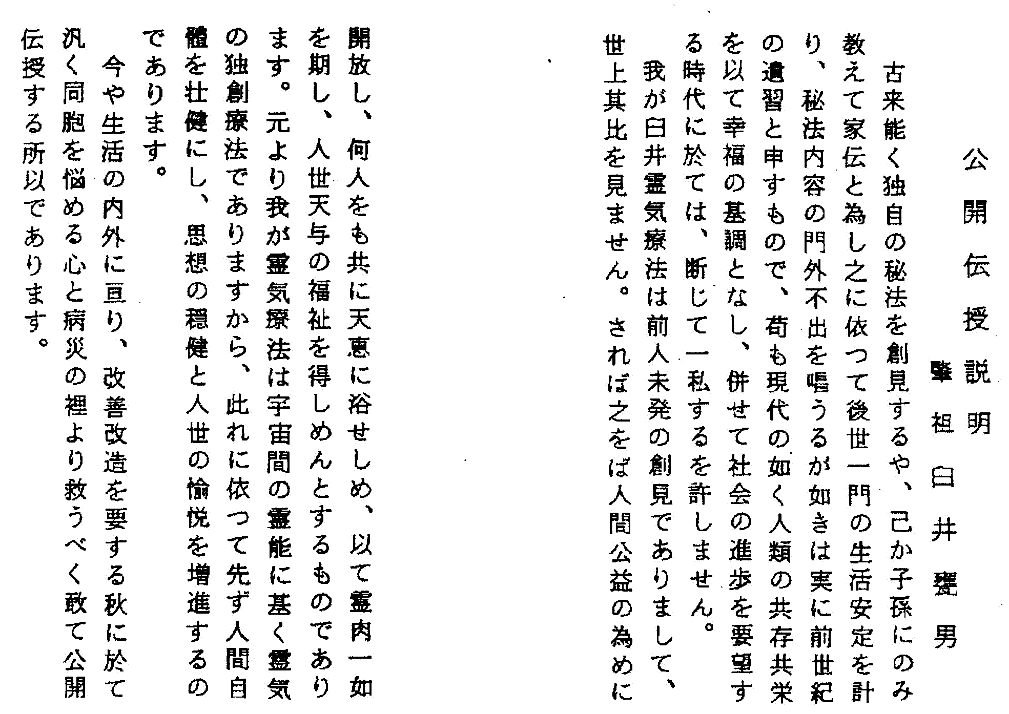 公開伝授説明
肇祖臼井甕男
古来能く独自の秘法を創見するや、己か子孫にのみ
教えて家伝と為し之に依つて後世一門の生活安定を計
り、秘法内容の門外不出を唱うるが如きは実に前世紀
の遺習と申すもので、苟も現代の如く人類の共存共栄
を以て幸福の基調となし、併せて社会の進歩を要望す
る時代に於ては、断じて一私するを許しません。
我が臼井霊気療法は前人未発の創見でありまして、
世上其比を見ません。されば之をば人間公益の為めに
開放し、何人をも共に天恵に浴せしめ、以て霊肉一如
を期し、人世天与の福祉を得しめんとするものであり
ます。元より我が霊気療法は宇宙間の霊能に基く霊気
の独創療法でありますから、此れに依つて先ず人間自
體を壮健にし、思想の穏健と人世の愉悦を増進するの
であります。
今や生活の内外に亘り、改善改造を要する秋に於て
汎く同胞を悩める心と病災の裡より救うべく敢て公開
伝授する所以であります。